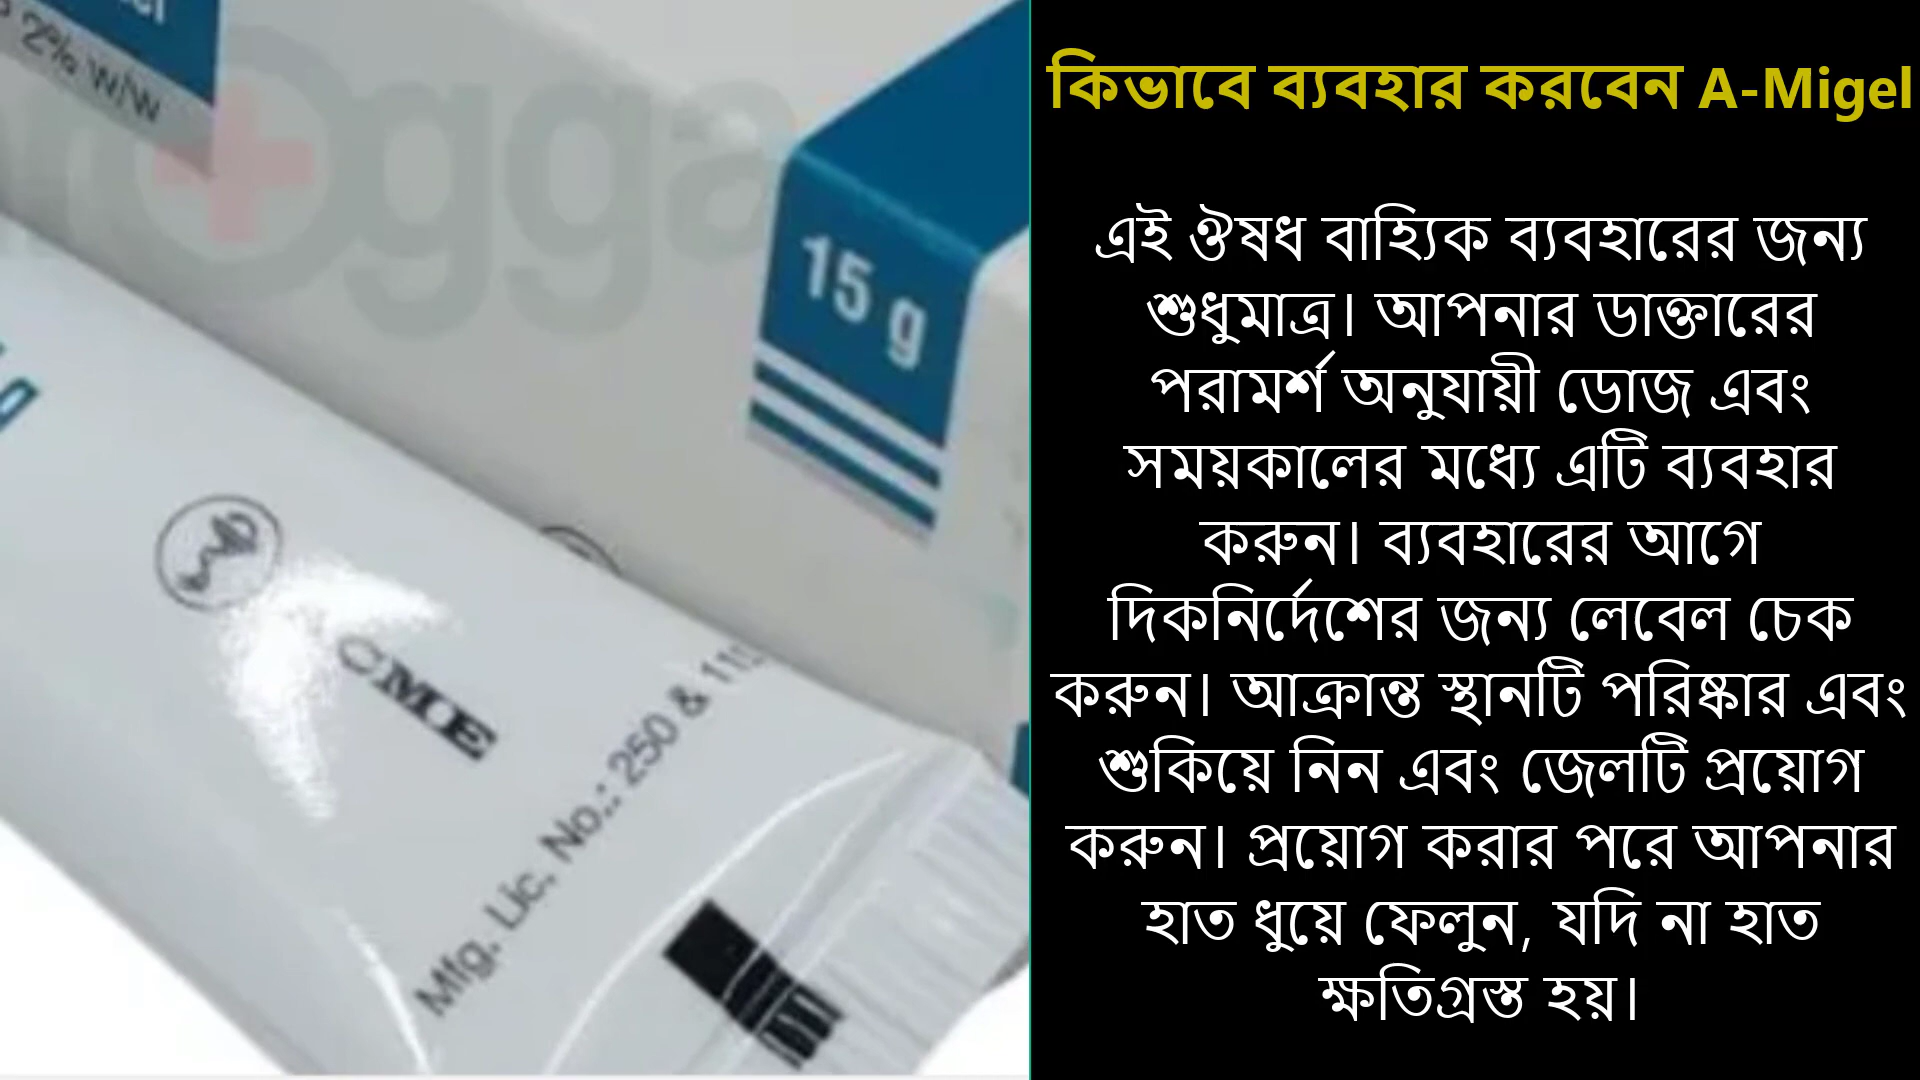 2% w/w
15 g
CME
Mfg. Lic. No.: 250 &
কিভাবে ব্যবহার করবেন A-Migel
এই ঔষধ বাহ্যিক ব্যবহারের জন্য
শুধুমাত্র। আপনার ডাক্তারের
পরামর্শ অনুযায়ী ডোজ এবং
সময়কালের মধ্যে এটি ব্যবহার
করুন। ব্যবহারের আগে
দিকনির্দেশের জন্য লেবেল চেক
করুন। আক্রান্ত স্থানটি পরিষ্কার এবং
শুকিয়ে নিন এবং জেলটি প্রয়োগ
করুন। প্রয়োগ করার পরে আপনার
হাত ধুয়ে ফেলুন, যদি না হাত
ক্ষতিগ্রস্ত হয়।